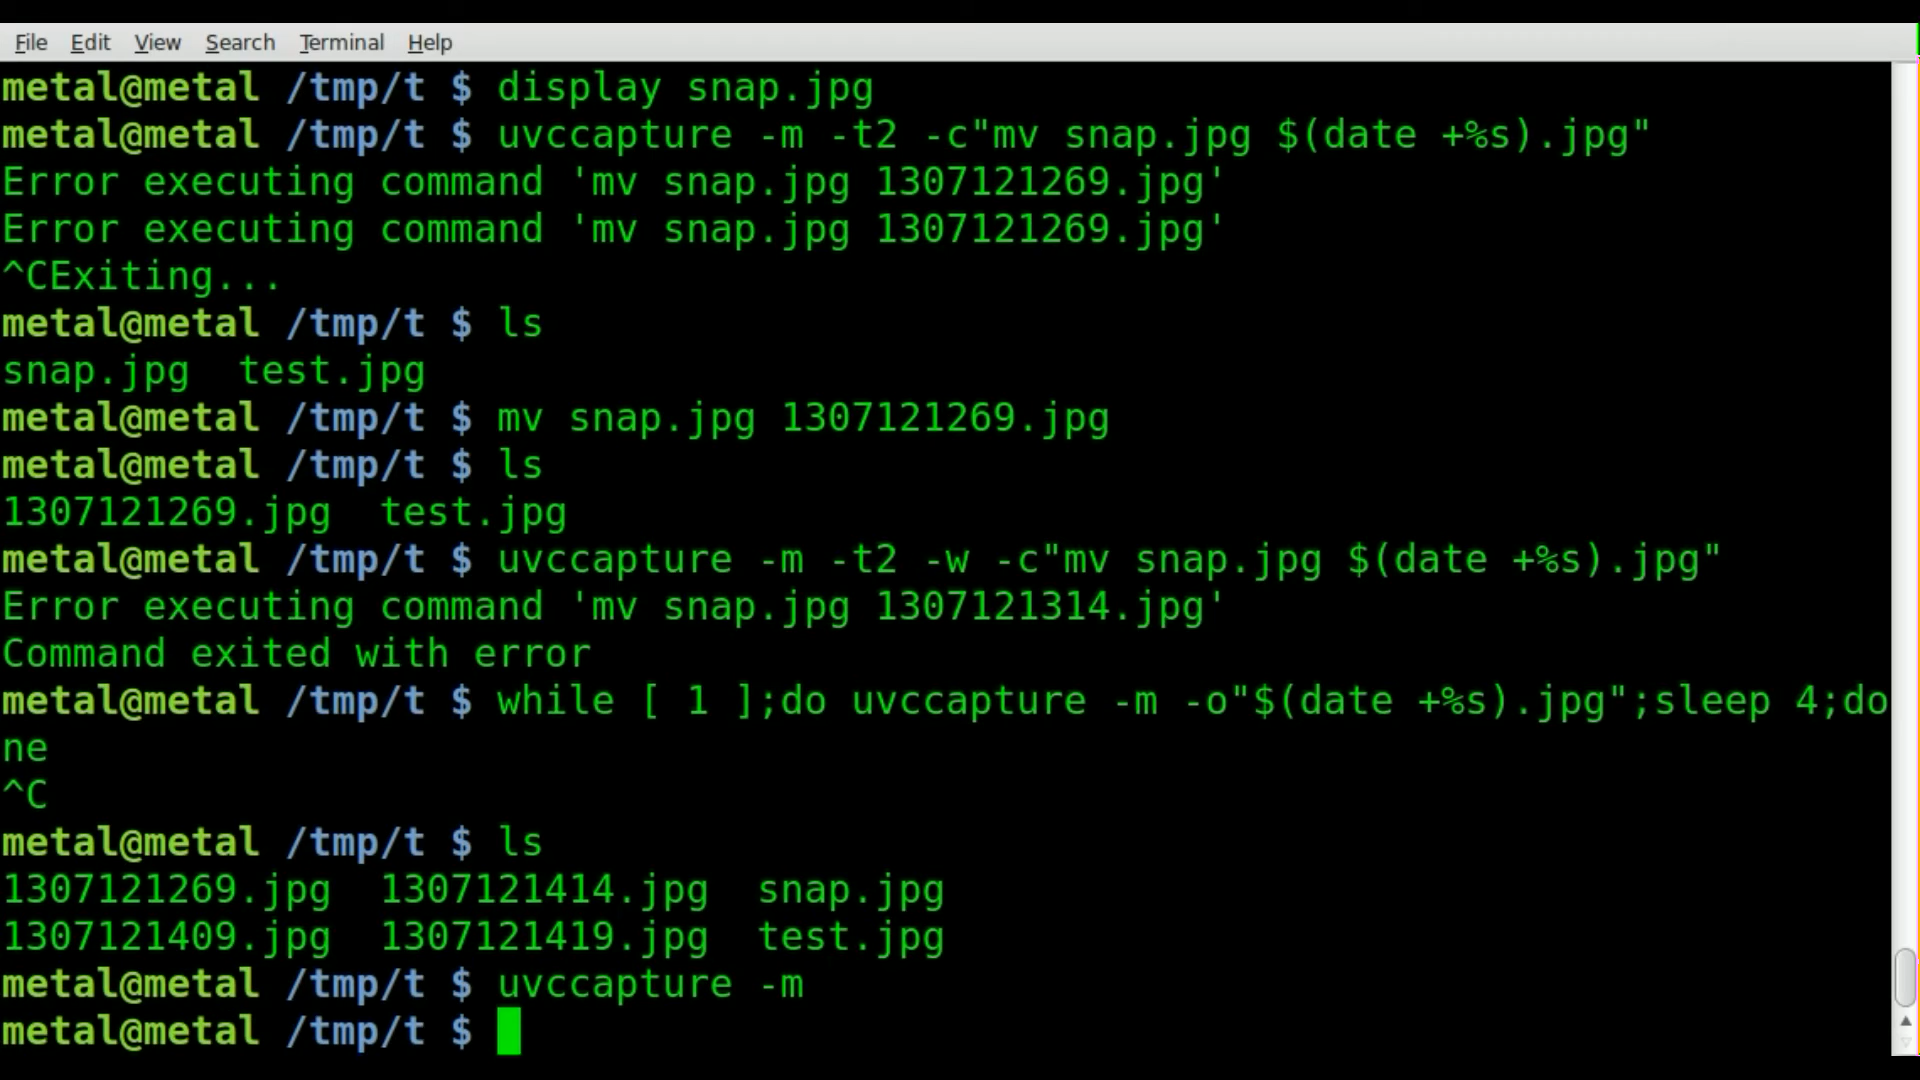 File Edit View Search Terminal Help
metal@metal /tmp/t $ display snap.jpg
metal@metal /tmp/t $ uvccapture -m -t2 -c"mv snap.jpg $(date +%s).jpg"
Error executing command 'mv snap.jpg 1307121269.jpg'
Error executing command 'mv snap.jpg 1307121269.jpg'
^CExiting...
metal@metal /tmp/t $ ls
snap.jpg  test.jpg
metal@metal /tmp/t $ mv snap.jpg 1307121269.jpg
metal@metal /tmp/t $ ls
1307121269.jpg  test.jpg
metal@metal /tmp/t $ uvccapture -m -t2 -w -c"mv snap.jpg $(date +%s).jpg"
Error executing command 'mv snap.jpg 1307121314.jpg'
Command exited with error
metal@metal /tmp/t $ while [ 1 ];do uvccapture -m -o"$(date +%s).jpg";sleep 4;do
ne
^C
metal@metal /tmp/t $ ls
1307121269.jpg  1307121414.jpg  snap.jpg
1307121409.jpg  1307121419.jpg  test.jpg
metal@metal /tmp/t $ uvccapture -m
metal@metal /tmp/t $